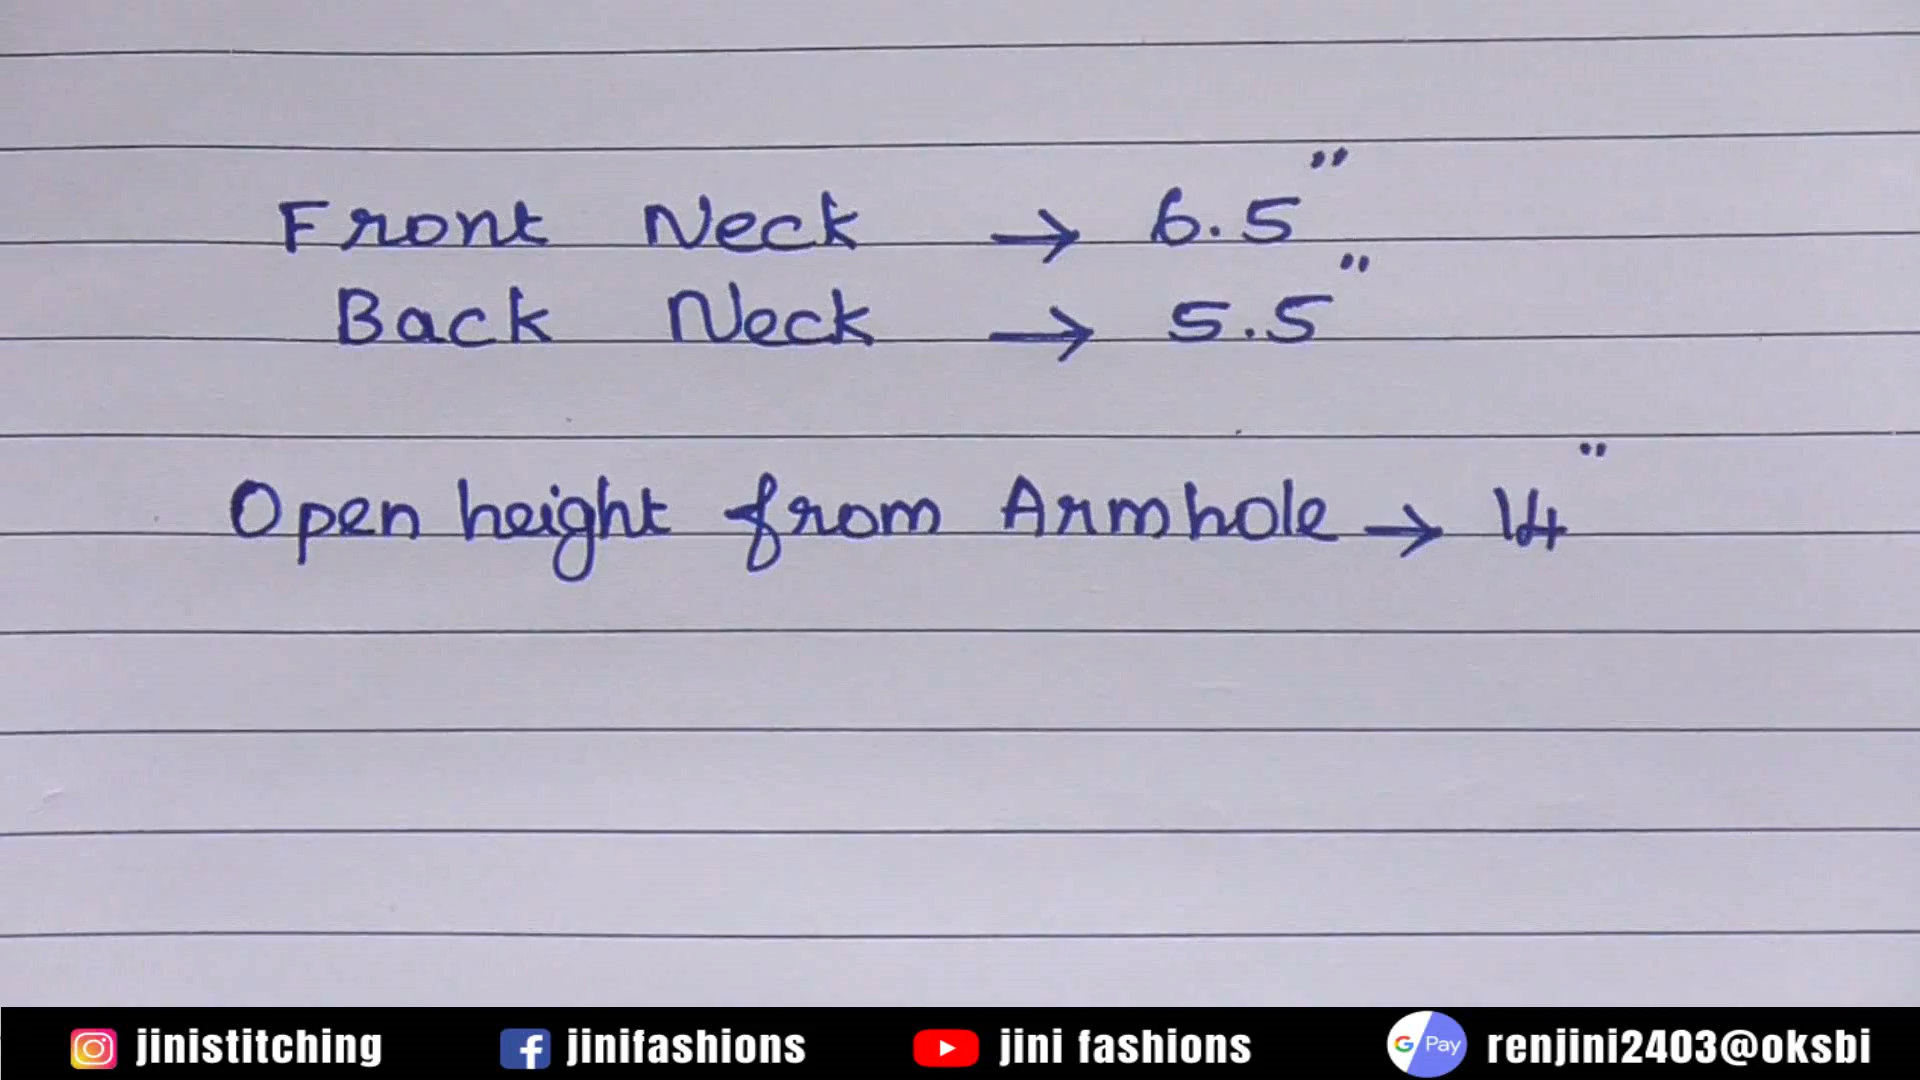 Front Neck → 6.5"
Back Neck → 5.5"
Open height from Armhole → 14"
jinistitching jinifashions jini fashions G Pay renjini2403@oksbi